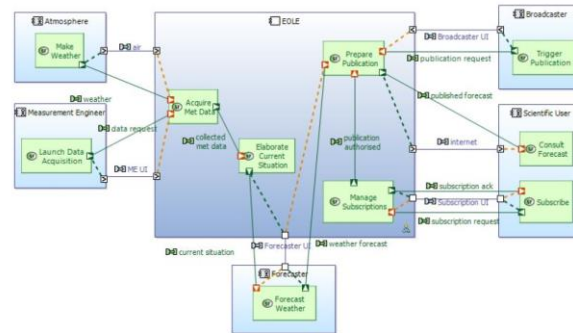 Atmosphere
EOLE
Broadcaster
Make
Weather
air
Prepare
Publication
Broadcaster UI
publication request
Trigger
Publication
weather
published forecast
Measurement Engineer
data request
Acquire
Met Data
Scientific User
Launch Data
Acquisition
collected
met data
Elaborate
Current
Situation
publication
authorised
internet
Consult
Forecast
ME UI
Manage
Subscriptions
subscription ack
Subscription UI
Subscribe
subscription request
current situation
Forecaster UI
weather forecast
Forecaster
Forecast
Weather